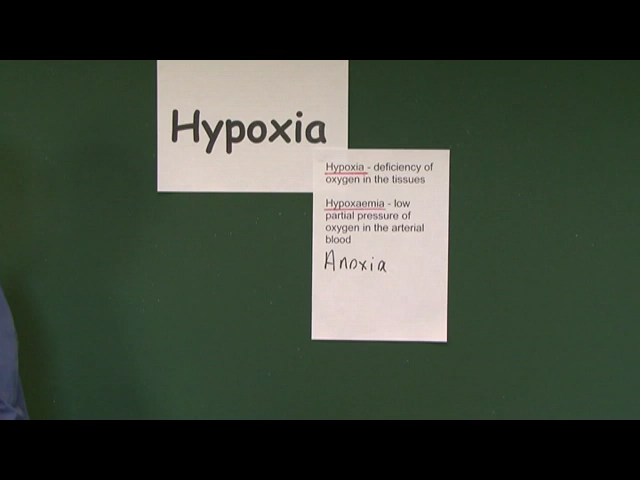 Hypoxia
Hypoxia - deficiency of
oxygen in the tissues
Hypoxaemia - low
partial pressure of
oxygen in the arterial
blood
Anoxia